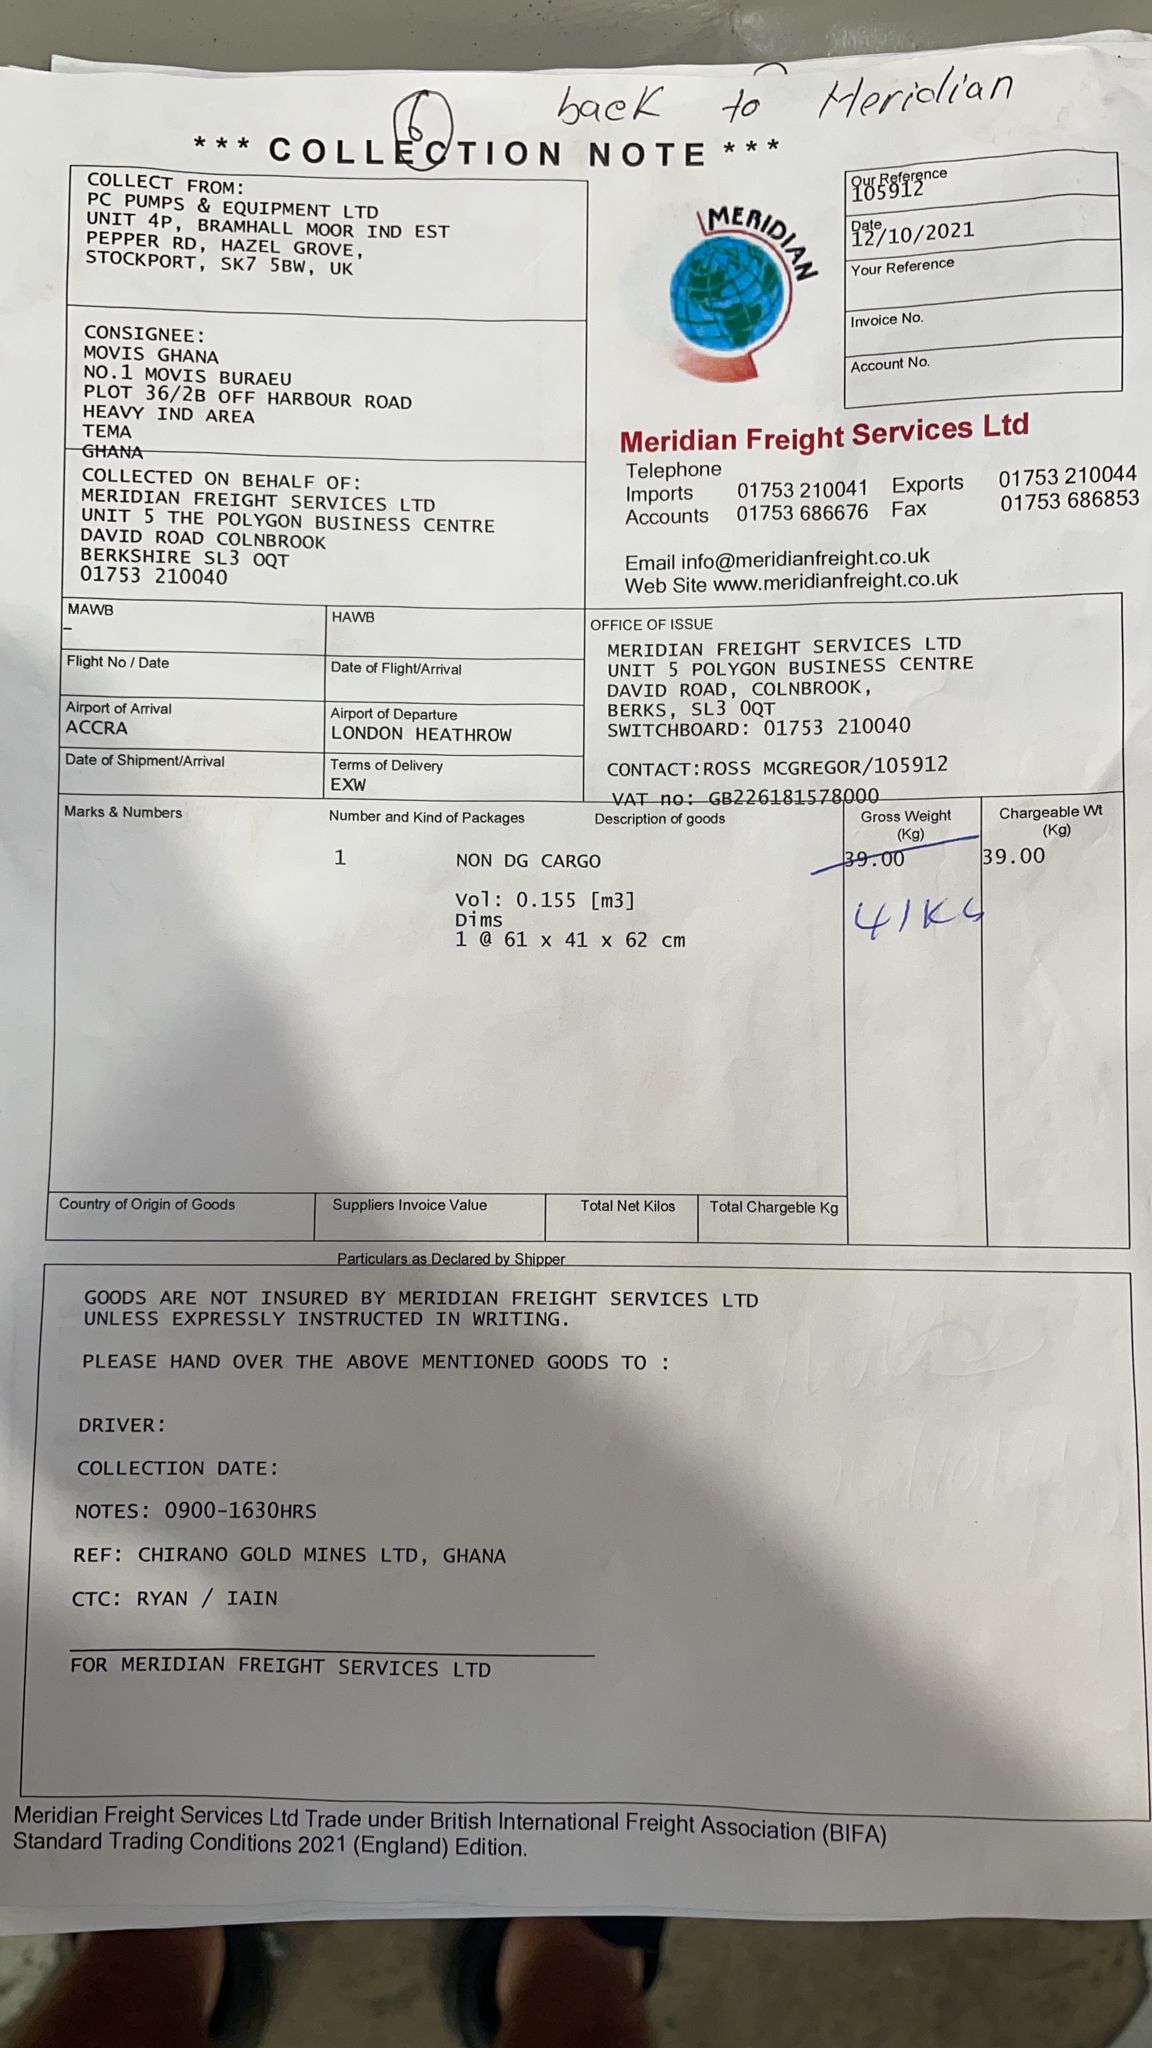 6 back to Meridian
*** COLLECTION NOTE ***
COLLECT FROM:
PC PUMPS & EQUIPMENT LTD
UNIT 4P, BRAMHALL MOOR IND EST
PEPPER RD, HAZEL GROVE,
STOCKPORT, SK7 5BW, UK
MERIDIAN
Our Reference
105912
Date
12/10/2021
Your Reference
Invoice No.
Account No.
CONSIGNEE:
MOVIS GHANA
NO.1 MOVIS BURAEU
PLOT 36/2B OFF HARBOUR ROAD
HEAVY IND AREA
TEMA
GHANA
Meridian Freight Services Ltd
Telephone
Imports 01753 210041 Exports 01753 210044
Accounts 01753 686676 Fax 01753 686853
Email info@meridianfreight.co.uk
Web Site www.meridianfreight.co.uk
COLLECTED ON BEHALF OF:
MERIDIAN FREIGHT SERVICES LTD
UNIT 5 THE POLYGON BUSINESS CENTRE
DAVID ROAD COLNBROOK
BERKSHIRE SL3 0QT
01753 210040
MAWB
–
HAWB
Flight No / Date
Date of Flight/Arrival
Airport of Arrival
ACCRA
Airport of Departure
LONDON HEATHROW
Date of Shipment/Arrival
Terms of Delivery
EXW
OFFICE OF ISSUE
MERIDIAN FREIGHT SERVICES LTD
UNIT 5 POLYGON BUSINESS CENTRE
DAVID ROAD, COLNBROOK,
BERKS, SL3 0QT
SWITCHBOARD: 01753 210040
CONTACT:ROSS MCGREGOR/105912
VAT no: GB226181578000
Marks & Numbers Number and Kind of Packages Description of goods Gross Weight (Kg) Chargeable Wt (Kg)
1 NON DG CARGO 39.00 39.00
Vol: 0.155 [m3] 41KG
Dims
1 @ 61 x 41 x 62 cm
Country of Origin of Goods Suppliers Invoice Value Total Net Kilos Total Chargeble Kg
Particulars as Declared by Shipper
GOODS ARE NOT INSURED BY MERIDIAN FREIGHT SERVICES LTD
UNLESS EXPRESSLY INSTRUCTED IN WRITING.
PLEASE HAND OVER THE ABOVE MENTIONED GOODS TO :
DRIVER:
COLLECTION DATE:
NOTES: 0900-1630HRS
REF: CHIRANO GOLD MINES LTD, GHANA
CTC: RYAN / IAIN
FOR MERIDIAN FREIGHT SERVICES LTD
Meridian Freight Services Ltd Trade under British International Freight Association (BIFA)
Standard Trading Conditions 2021 (England) Edition.